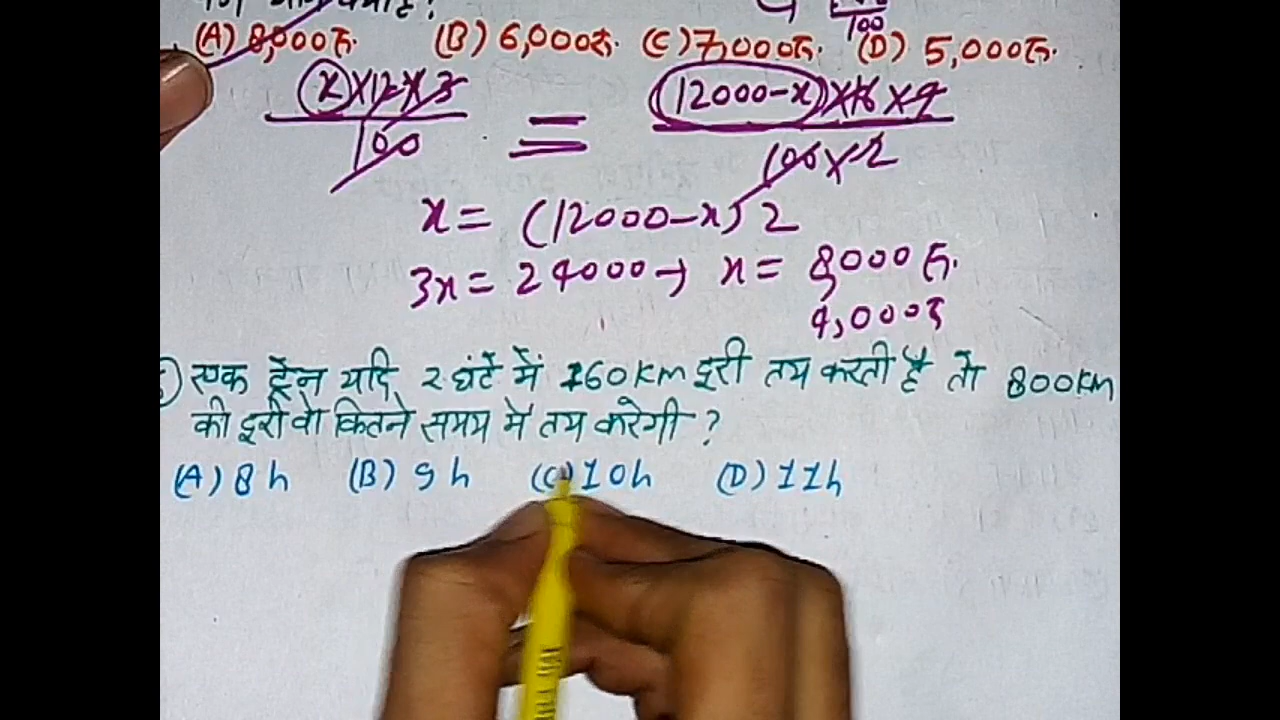 (A) 8,000रु. (B) 6,000रु. (C) 7,000रु. (D) 5,000रु.
x×12×3 / 100 = (12000-x)×16×9 / 100×2
x = (12000-x) 2
3x = 24000 → x = 8000रु.
4,000रु
एक ट्रेन यदि 2 घंटें में 160KM दूरी तय करती है तो 800KM
की दूरी वो कितने समय में तय करेगी ?
(A) 8 h (B) 9 h (C) 10h (D) 11h